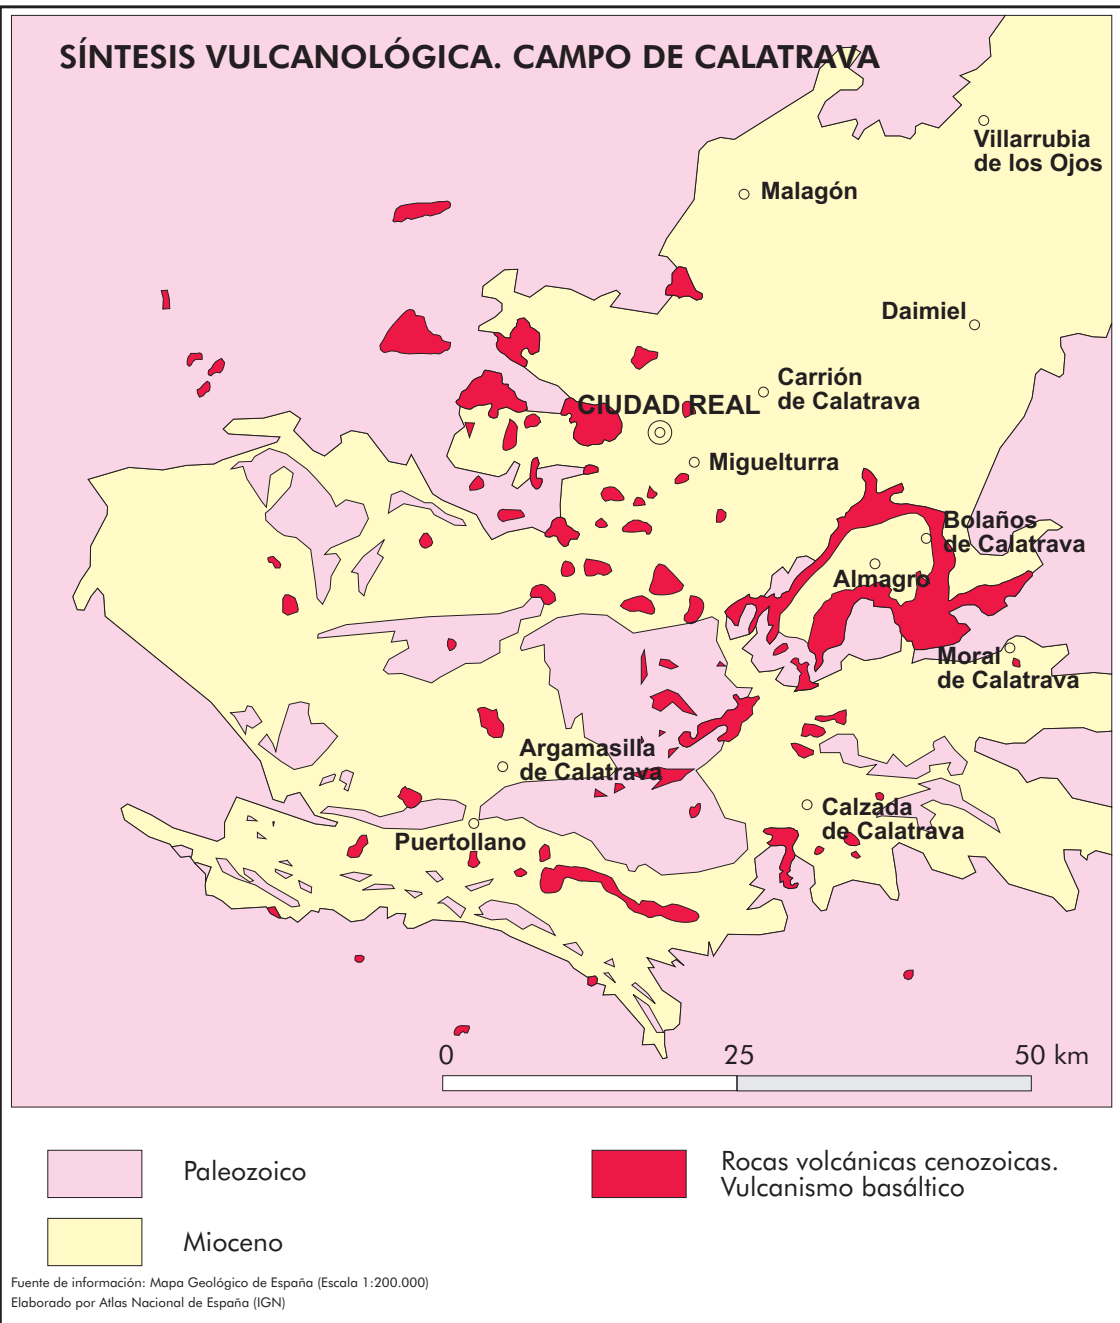 SÍNTESIS VULCANOLÓGICA. CAMPO DE CALATRAVA
Villarrubia
de los Ojos
Malagón
Daimiel
Carrión
de Calatrava
CIUDAD REAL
Miguelturra
Bolaños
de Calatrava
Almagro
Moral
de Calatrava
Argamasilla
de Calatrava
Calzada
de Calatrava
Puertollano
0 25 50 km
Paleozoico
Mioceno
Rocas volcánicas cenozoicas.
Vulcanismo basáltico
Fuente de información: Mapa Geológico de España (Escala 1:200.000)
Elaborado por Atlas Nacional de España (IGN)